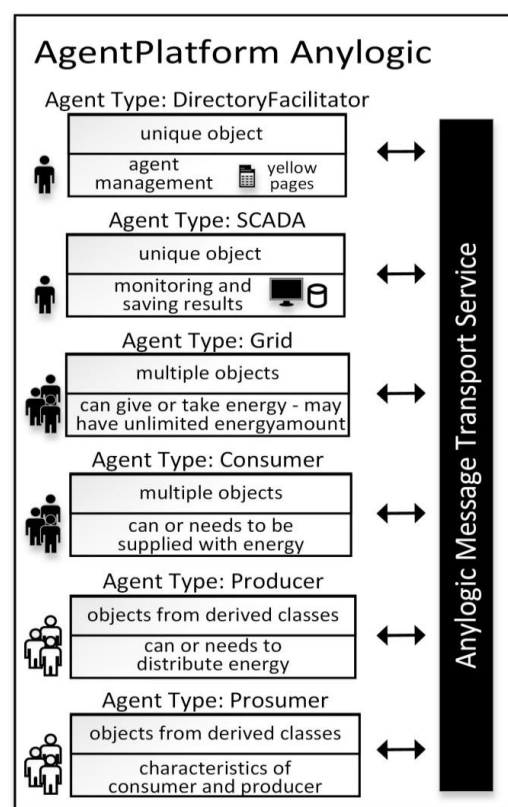 AgentPlatform Anylogic
Agent Type: DirectoryFacilitator
unique object
agent
management
yellow
pages
Agent Type: SCADA
unique object
monitoring and
saving results
Agent Type: Grid
multiple objects
can give or take energy - may
have unlimited energyamount
Agent Type: Consumer
multiple objects
can or needs to be
supplied with energy
Agent Type: Producer
objects from derived classes
can or needs to
distribute energy
Agent Type: Prosumer
objects from derived classes
characteristics of
consumer and producer
Anylogic Message Transport Service